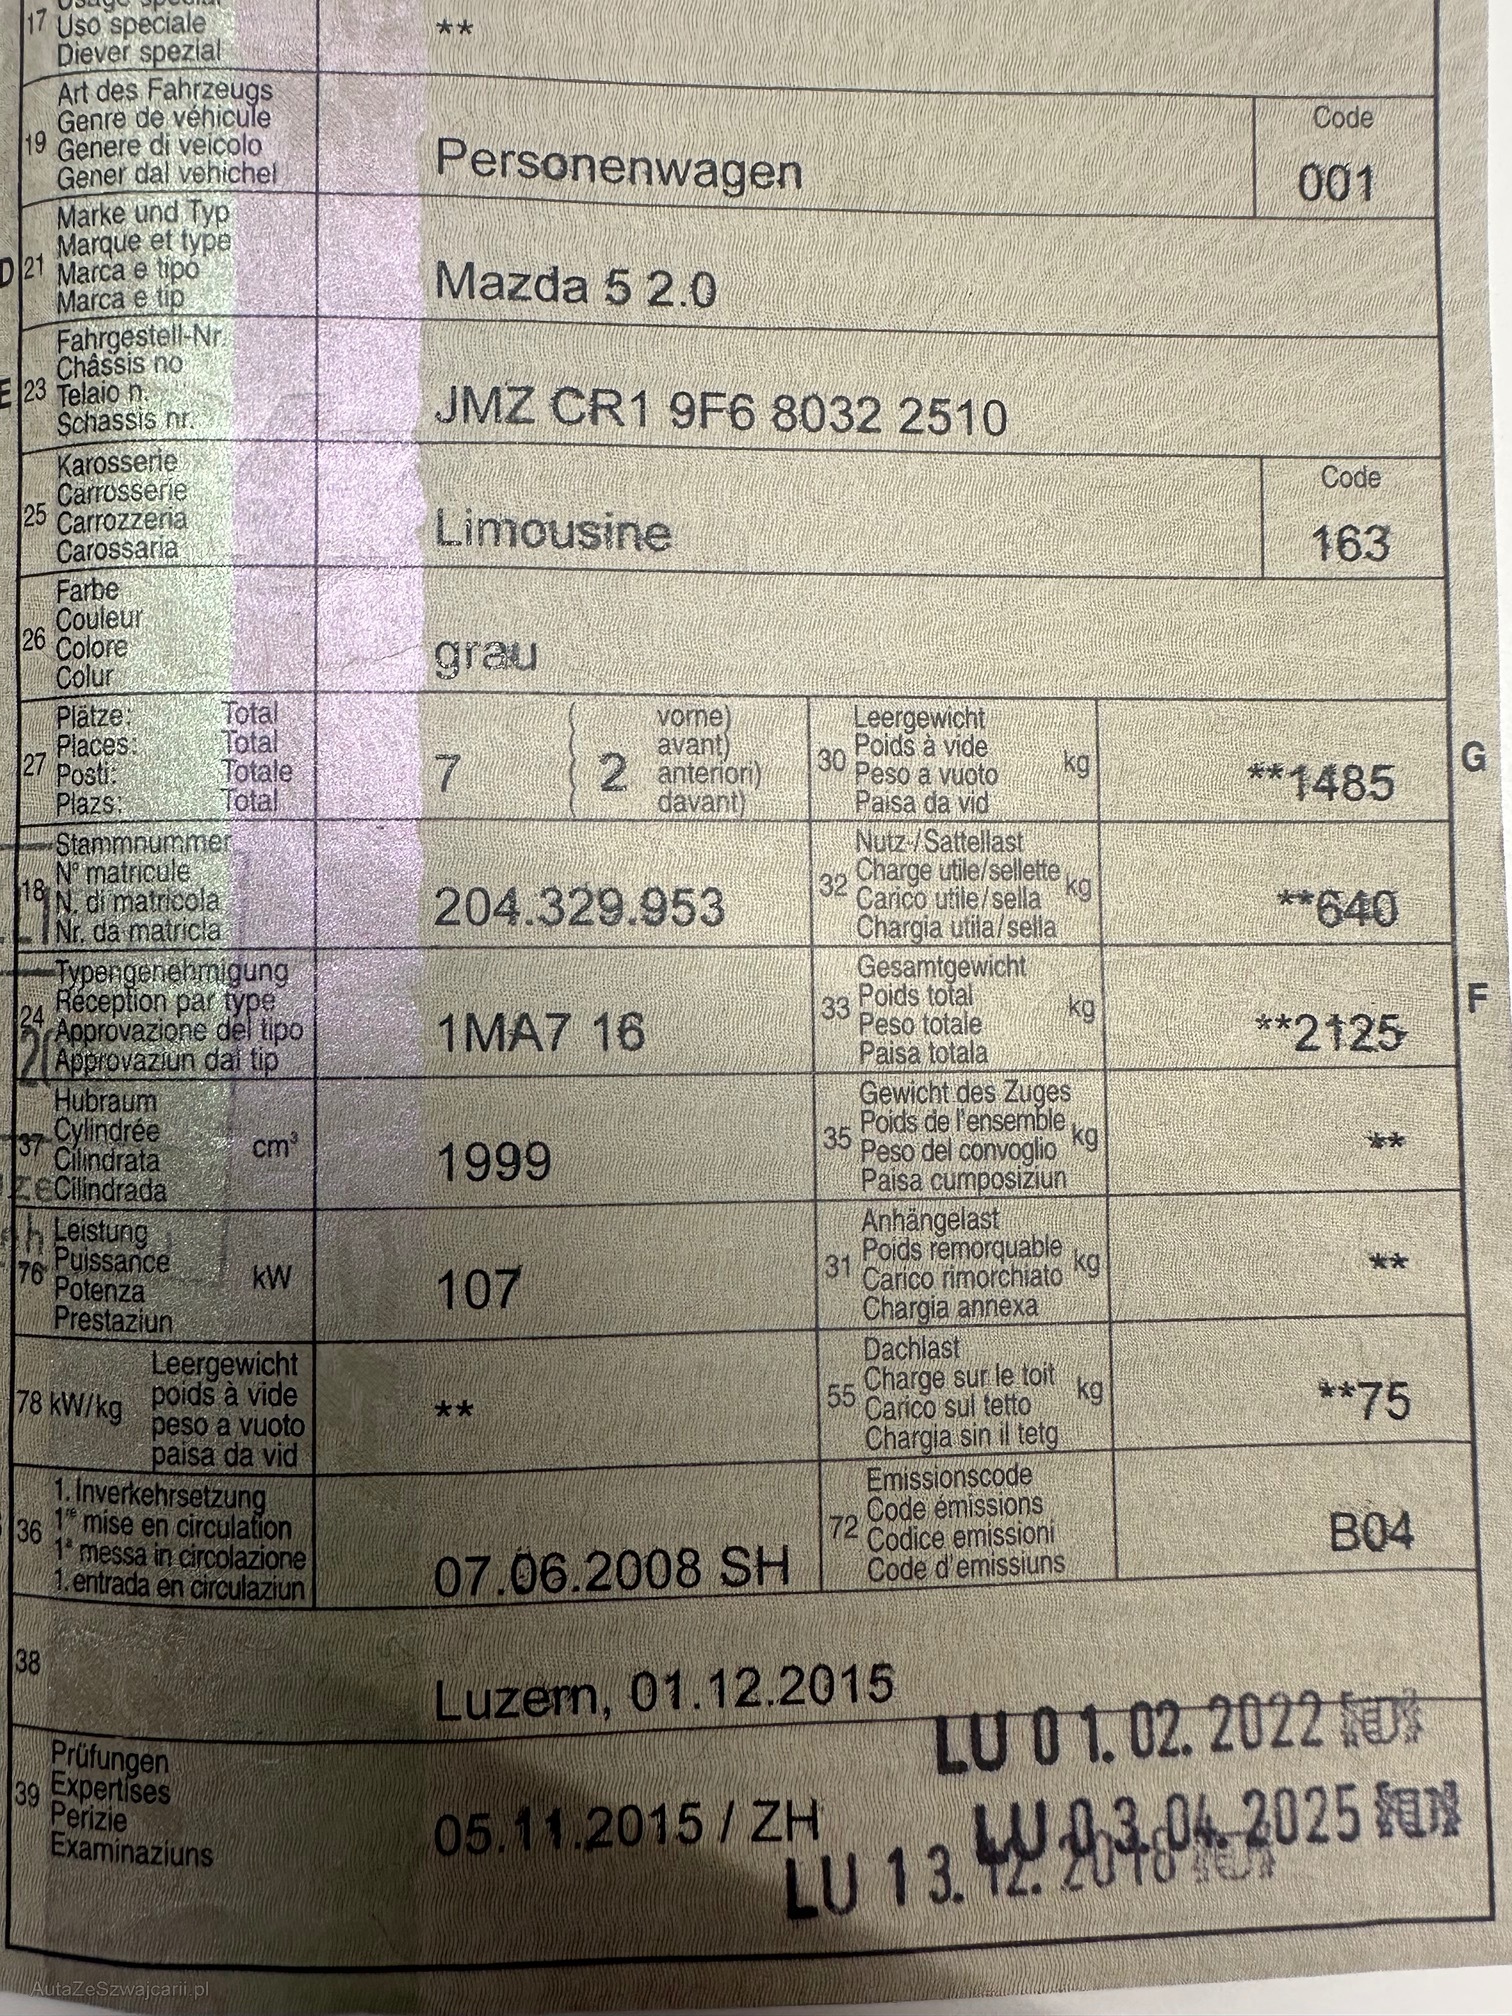 17 Uso speciale **
Diever spezial
Art des Fahrzeugs
Genre de véhicule
19 Genere di veicolo
Gener dal vehichel
Personenwagen
Code
001
Marke und Typ
Marque et type
D 21 Marca e tipo
Marca e tip
Mazda 5 2.0
Fahrgestell-Nr.
Châssis no
E 23 Telaio n.
Schassis nr.
JMZ CR1 9F6 8032 2510
Karosserie
Carrosserie
25 Carrozzeria
Carossaria
Limousine
Code
163
Farbe
Couleur
26 Colore
Colur
grau
Plätze: Total
Places: Total
27 Posti: Totale
Plazs: Total
7 { 2
vorne)
avant)
anteriori)
davant)
Leergewicht
30 Poids à vide kg
Peso a vuoto
Paisa da vid
**1485 G
Stammnummer
N° matricule
18 N. di matricola
Nr. da matricla
204.329.953
Nutz-/Sattellast
Charge utile/sellette
32 Carico utile/sella kg
Chargia utila/sella
**640
Typengenehmigung
Réception par type
24 Approvazione del tipo
Approvaziun dal tip
1MA7 16
Gesamtgewicht
33 Poids total kg
Peso totale
Paisa totala
**2125 F
Hubraum
Cylindrée
37 Cilindrata cm³
Cilindrada
1999
Gewicht des Zuges
Poids de l'ensemble
35 Peso del convoglio kg
Paisa cumposiziun
**
Leistung
Puissance
76 Potenza kW
Prestaziun
107
Anhängelast
Poids remorquable
31 Carico rimorchiato kg
Chargia annexa
**
Leergewicht
78 kW/kg poids à vide
peso a vuoto
paisa da vid
**
Dachlast
Charge sur le toit
55 Carico sul tetto kg
Chargia sin il tetg
**75
1. Inverkehrsetzung
36 1re mise en circulation
1a messa in circolazione
1. entrada en circulaziun
07.06.2008 SH
Emissionscode
Code émissions
72 Codice emissioni
Code d'emissiuns
B04
38
Luzern, 01.12.2015
LU 01.02.2022
Prüfungen
39 Expertises
Perizie
Examinaziuns
05.11.2015 / ZH
LU 03.04.2025
LU 13.12.2018
AutaZeSzwajcarii.pl